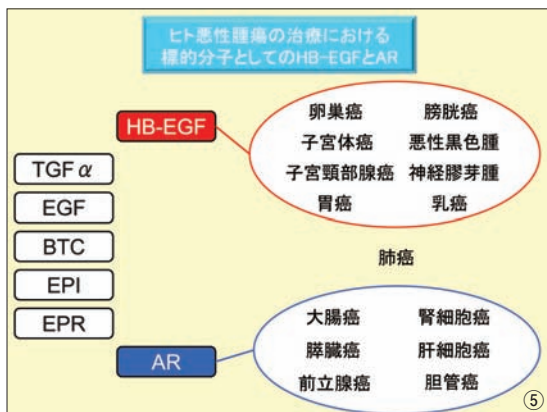 ヒト悪性腫瘍の治療における
標的分子としてのHB-EGFとAR
HB-EGF
卵巣癌 膀胱癌
子宮体癌 悪性黒色腫
子宮頸部腺癌 神経膠芽腫
胃癌 乳癌
TGFα
EGF
BTC
EPI
EPR
肺癌
AR
大腸癌 腎細胞癌
膵臓癌 肝細胞癌
前立腺癌 胆管癌
⑤